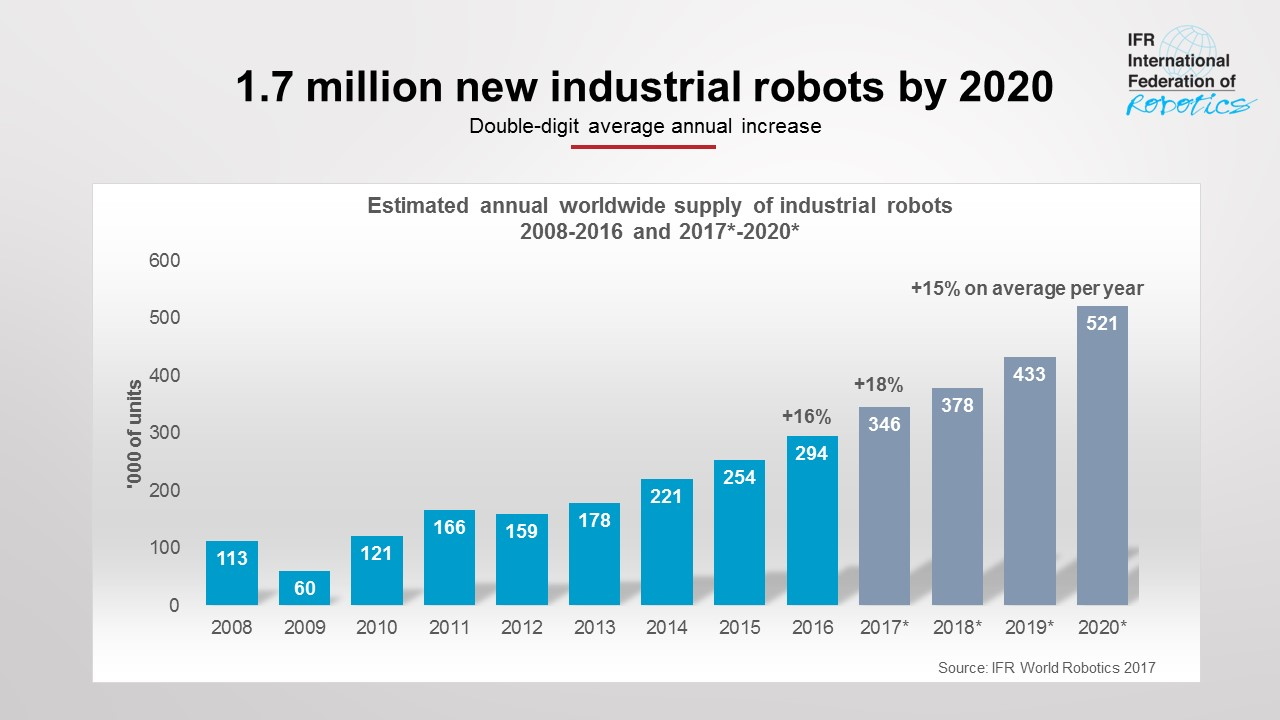 IFR
International
Federation of
Robotics
1.7 million new industrial robots by 2020
Double-digit average annual increase
Estimated annual worldwide supply of industrial robots
2008-2016 and 2017*-2020*
'000 of units
600
500
400
300
200
100
0
+15% on average per year
+18%
+16%
113
60
121
166
159
178
221
254
294
346
378
433
521
2008 2009 2010 2011 2012 2013 2014 2015 2016 2017* 2018* 2019* 2020*
Source: IFR World Robotics 2017